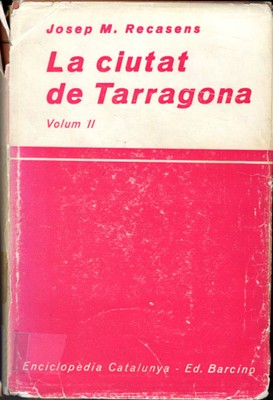 Josep M. Recasens
La ciutat
de Tarragona
Volum II
Enciclopèdia Catalunya - Ed. Barcino